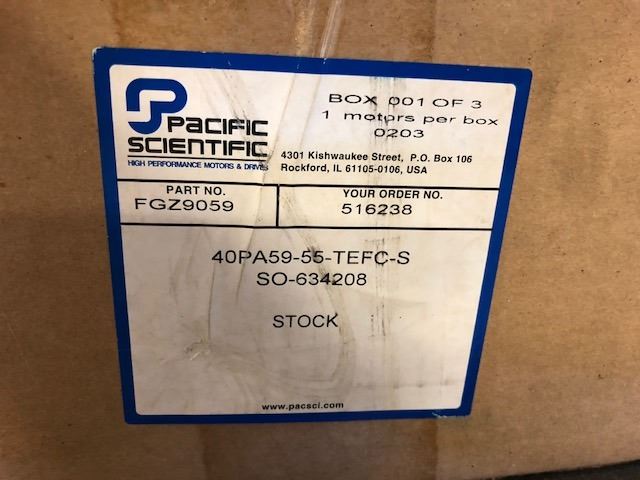 PACIFIC
SCIENTIFIC
HIGH PERFORMANCE MOTORS & DRIVES
BOX 001 OF 3
1 motors per box
0203
4301 Kishwaukee Street, P.O. Box 106
Rockford, IL 61105-0106, USA
PART NO.
FGZ9059
YOUR ORDER NO.
516238
40PA59-55-TEFC-S
SO-634208
STOCK
www.pacsci.com